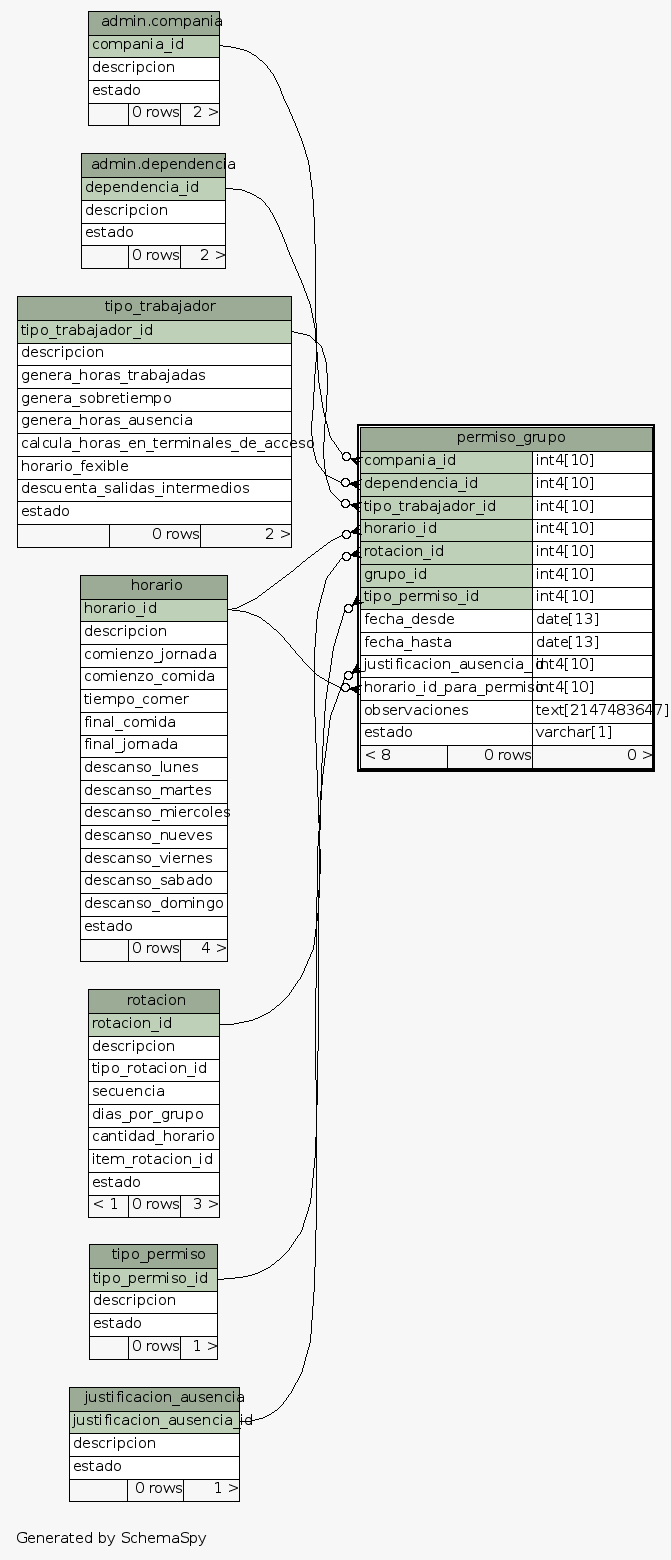 admin.compania
compania_id
descripcion
estado
0 rows 2 >
admin.dependencia
dependencia_id
descripcion
estado
0 rows 2 >
tipo_trabajador
tipo_trabajador_id
descripcion
genera_horas_trabajadas
genera_sobretiempo
genera_horas_ausencia
calcula_horas_en_terminales_de_acceso
horario_fexible
descuenta_salidas_intermedios
estado
0 rows 2 >
permiso_grupo
compania_id int4[10]
dependencia_id int4[10]
tipo_trabajador_id int4[10]
horario_id int4[10]
rotacion_id int4[10]
grupo_id int4[10]
tipo_permiso_id int4[10]
fecha_desde date[13]
fecha_hasta date[13]
justificacion_ausencia_id int4[10]
horario_id_para_permiso int4[10]
observaciones text[2147483647]
estado varchar[1]
< 8 0 rows 0 >
horario
horario_id
descripcion
comienzo_jornada
comienzo_comida
tiempo_comer
final_comida
final_jornada
descanso_lunes
descanso_martes
descanso_miercoles
descanso_nueves
descanso_viernes
descanso_sabado
descanso_domingo
estado
0 rows 4 >
rotacion
rotacion_id
descripcion
tipo_rotacion_id
secuencia
dias_por_grupo
cantidad_horario
item_rotacion_id
estado
< 1 0 rows 3 >
tipo_permiso
tipo_permiso_id
descripcion
estado
0 rows 1 >
justificacion_ausencia
justificacion_ausencia_id
descripcion
estado
0 rows 1 >
Generated by SchemaSpy